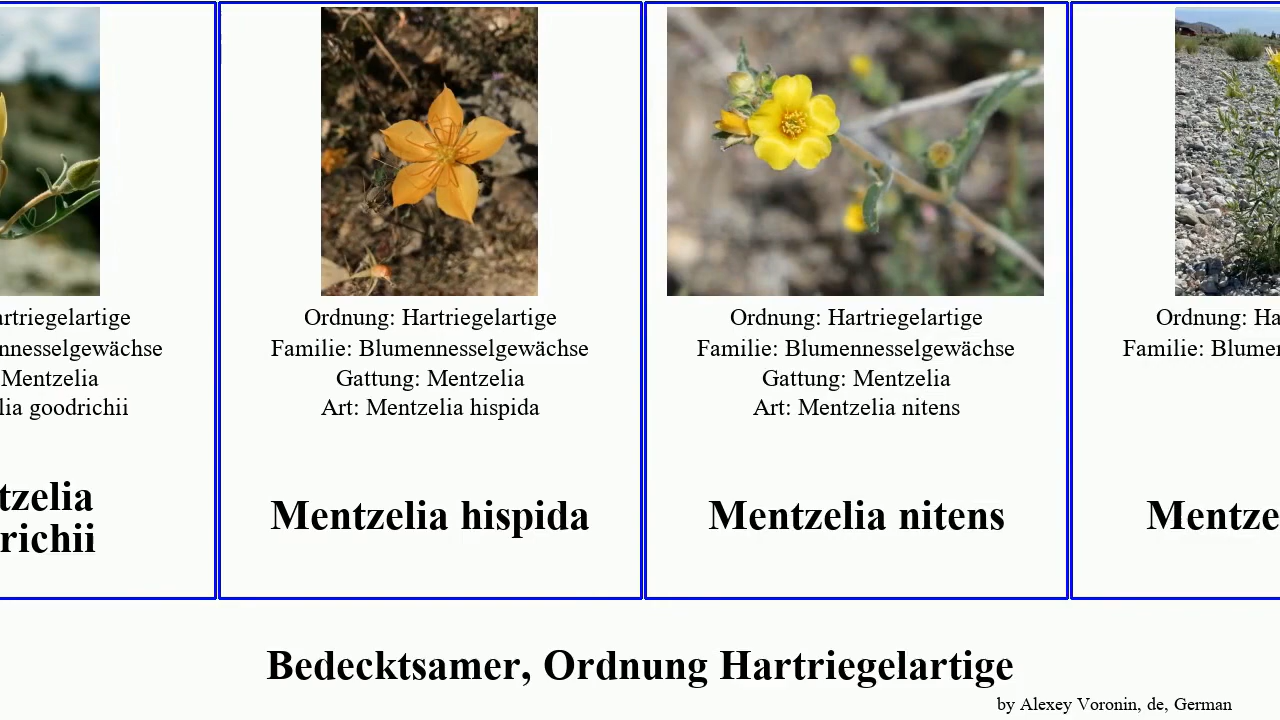 artriegelartige
nnesselgewächse
Mentzelia
lia goodrichii
tzelia
richii
Ordnung: Hartriegelartige
Familie: Blumennesselgewächse
Gattung: Mentzelia
Art: Mentzelia hispida
Mentzelia hispida
Ordnung: Hartriegelartige
Familie: Blumennesselgewächse
Gattung: Mentzelia
Art: Mentzelia nitens
Mentzelia nitens
Ordnung: Ha
Familie: Blumen
Mentze
Bedecktsamer, Ordnung Hartriegelartige
by Alexey Voronin, de, German